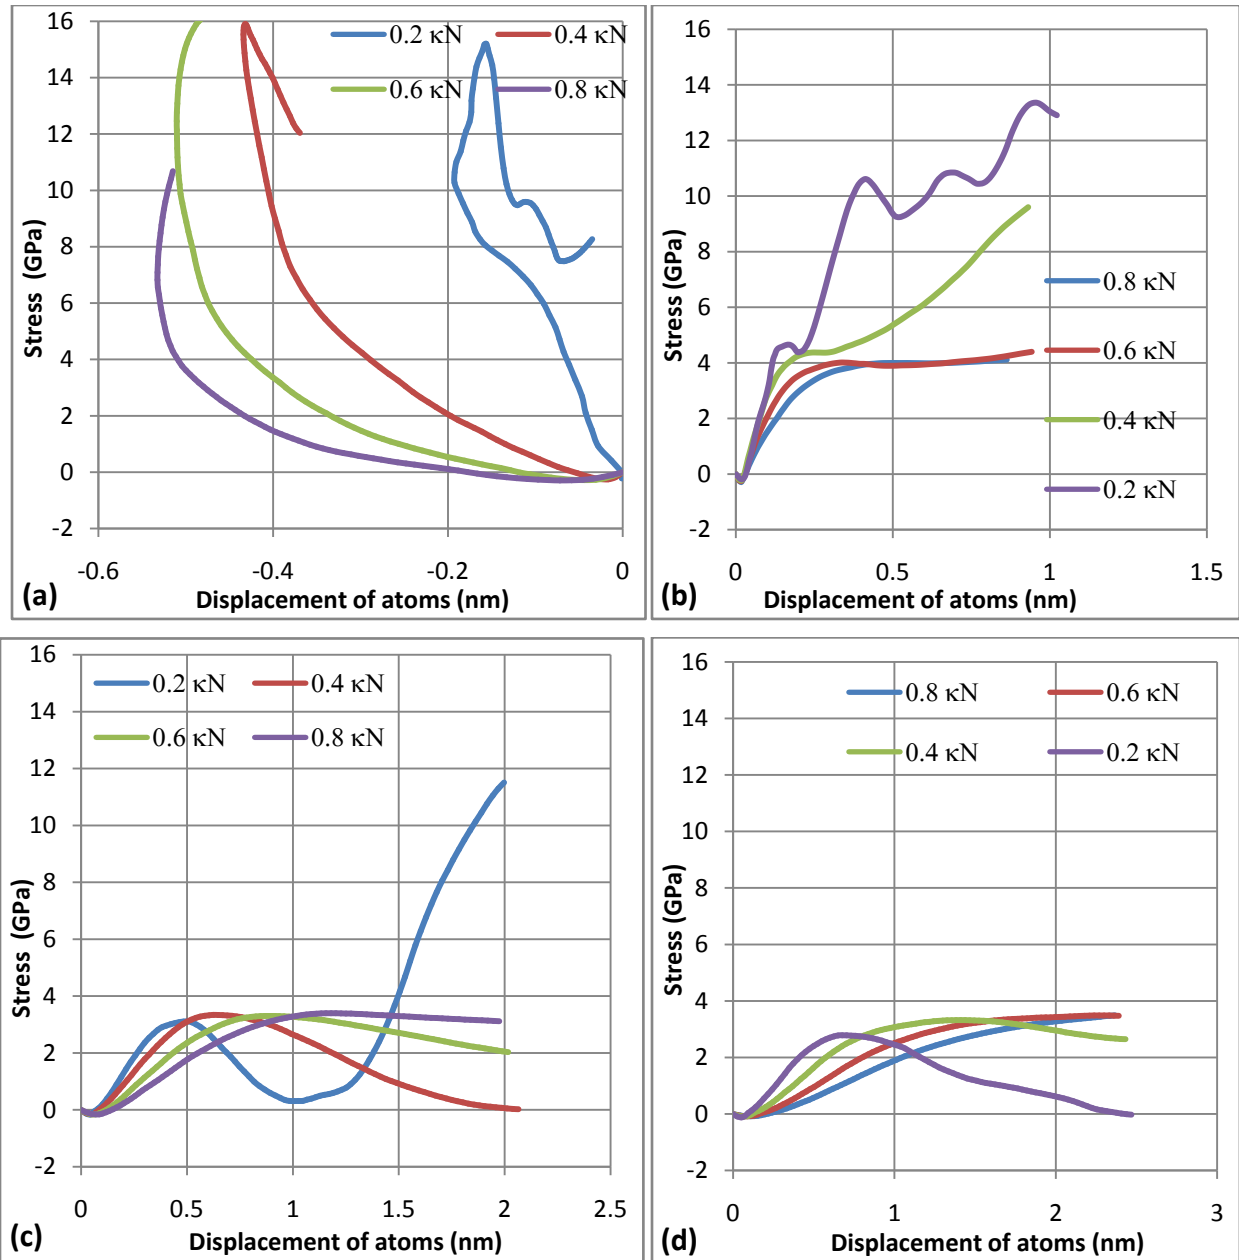 16
14
12
10
8
6
4
2
0
-2
-0.6 -0.4 -0.2 0
Stress (GPa)
Displacement of atoms (nm)
0.2 κN 0.4 κN
0.6 κN 0.8 κN
(a)
16
14
12
10
8
6
4
2
0
-2
0 0.5 1 1.5
Stress (GPa)
Displacement of atoms (nm)
0.8 κN
0.6 κN
0.4 κN
0.2 κN
(b)
16
14
12
10
8
6
4
2
0
-2
0 0.5 1 1.5 2 2.5
Stress (GPa)
Displacement of atoms (nm)
0.2 κN 0.4 κN
0.6 κN 0.8 κN
(c)
16
14
12
10
8
6
4
2
0
-2
0 1 2 3
Stress (GPa)
Displacement of atoms (nm)
0.8 κN 0.6 κN
0.4 κN 0.2 κN
(d)